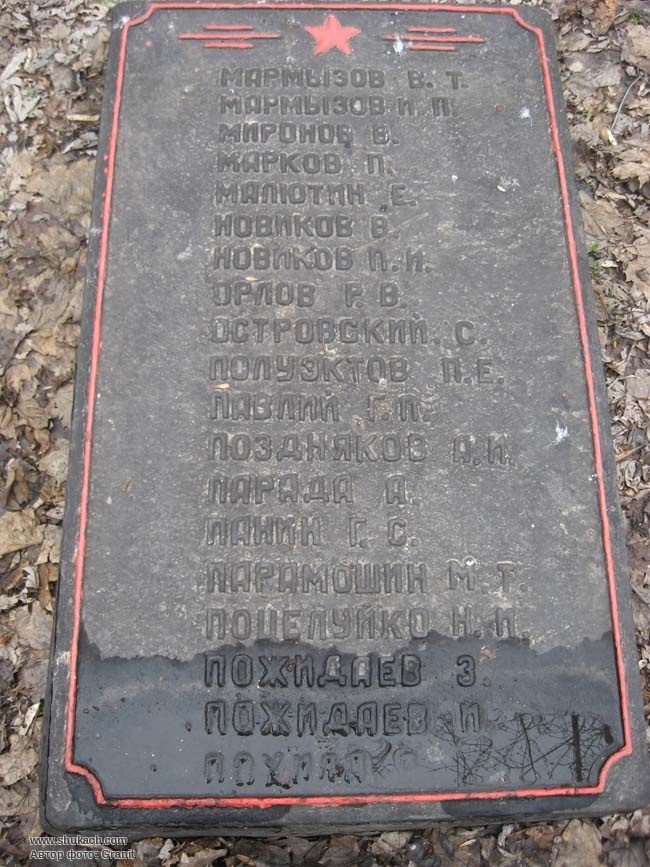 МАРМЫЗОВ В. Т.
МАРМЫЗОВ И. П.
МИРОНОВ В.
МАРКОВ П.
МАЛЮТИН Е.
НОВИКОВ В.
НОВИКОВ П. И.
ОРЛОВ Р. В.
ОСТРОВСКИЙ. С.
ПОЛУЭКТОВ П. Е.
ПАВЛИЙ Г. П.
ПОЗДНЯКОВ А. И.
ПАРАДА А.
ПАНИН Г. С.
ПАРАМОШИН М. Т.
ПОЦЕЛУЙКО Н. И.
ПОЖИДАЕВ З.
ПОЖИДАЕВ И
www.shukach.com
Автор фото: Granit